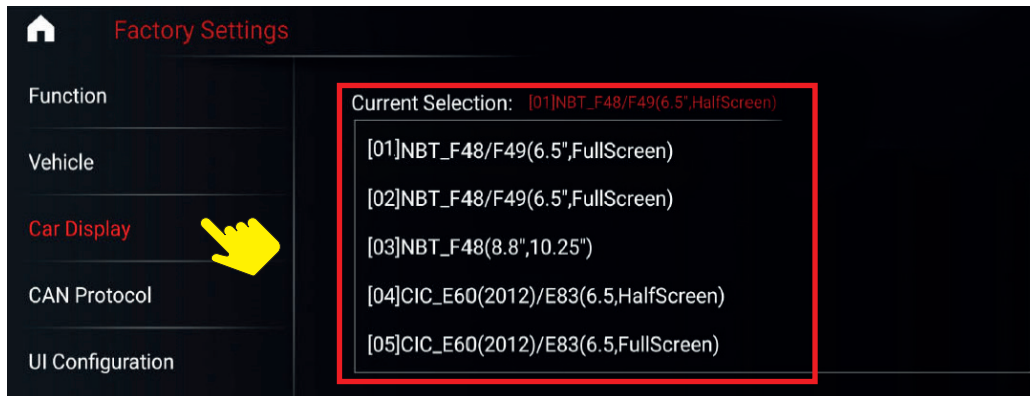 Factory Settings
Function
Vehicle
Car Display
CAN Protocol
UI Configuration
Current Selection: [01]NBT_F48/F49(6.5",HalfScreen)
[01]NBT_F48/F49(6.5",FullScreen)
[02]NBT_F48/F49(6.5",FullScreen)
[03]NBT_F48(8.8",10.25")
[04]CIC_E60(2012)/E83(6.5,HalfScreen)
[05]CIC_E60(2012)/E83(6.5,FullScreen)